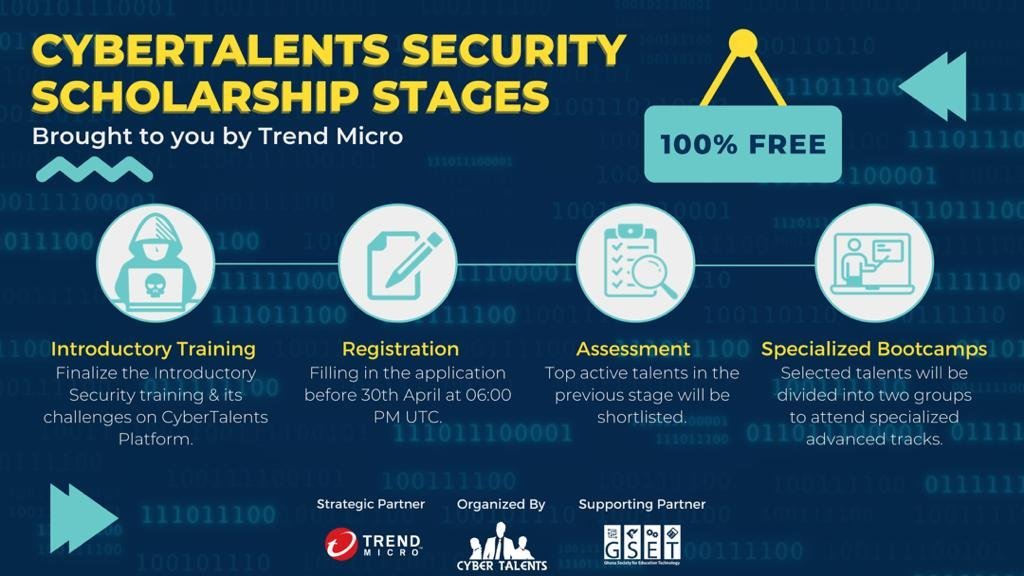 CYBERTALENTS SECURITY
SCHOLARSHIP STAGES
Brought to you by Trend Micro
100% FREE
Introductory Training
Finalize the Introductory
Security training & its
challenges on CyberTalents
Platform.
Registration
Filling in the application
before 30th April at 06:00
PM UTC.
Assessment
Top active talents in the
previous stage will be
shortlisted.
Specialized Bootcamps
Selected talents will be
divided into two groups
to attend specialized
advanced tracks.
Strategic Partner
TREND
MICRO™
Organized By
CYBER TALENTS
Supporting Partner
GSET
Ghana Society for Education Technology